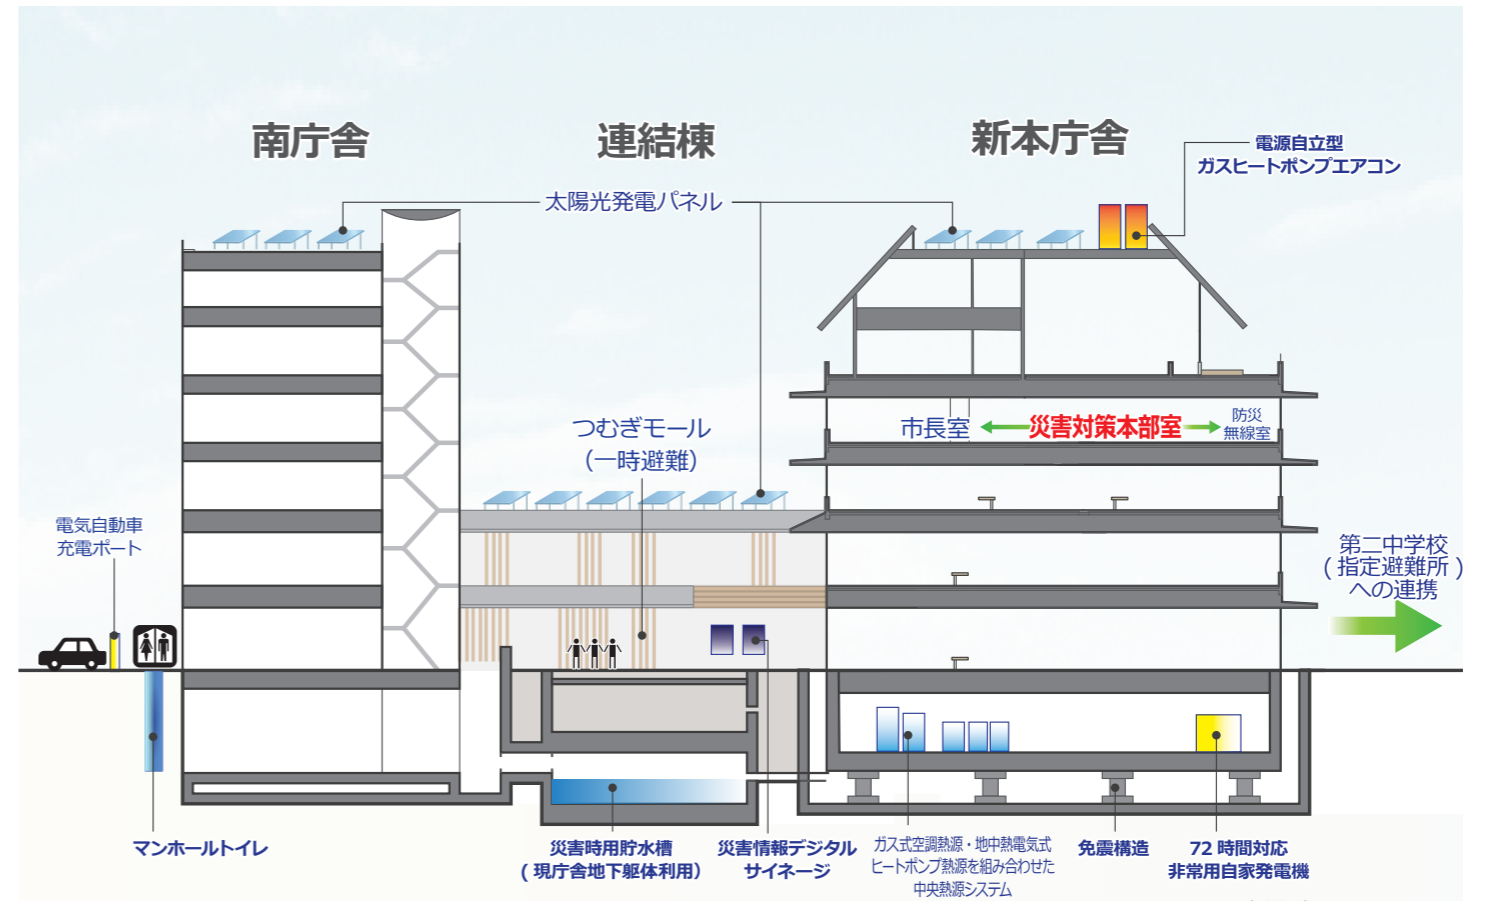 南庁舎
連結棟
新本庁舎
電源自立型
ガスヒートポンプエアコン
太陽光発電パネル
つむぎモール
(一時避難)
市長室
災害対策本部室
防災
無線室
電気自動車
充電ポート
第二中学校
( 指定避難所 )
への連携
マンホールトイレ
災害時用貯水槽
( 現庁舎地下躯体利用)
災害情報デジタル
サイネージ
ガス式空調熱源・地中熱電気式
ヒートポンプ熱源を組み合わせた
中央熱源システム
免震構造
72 時間対応
非常用自家発電機